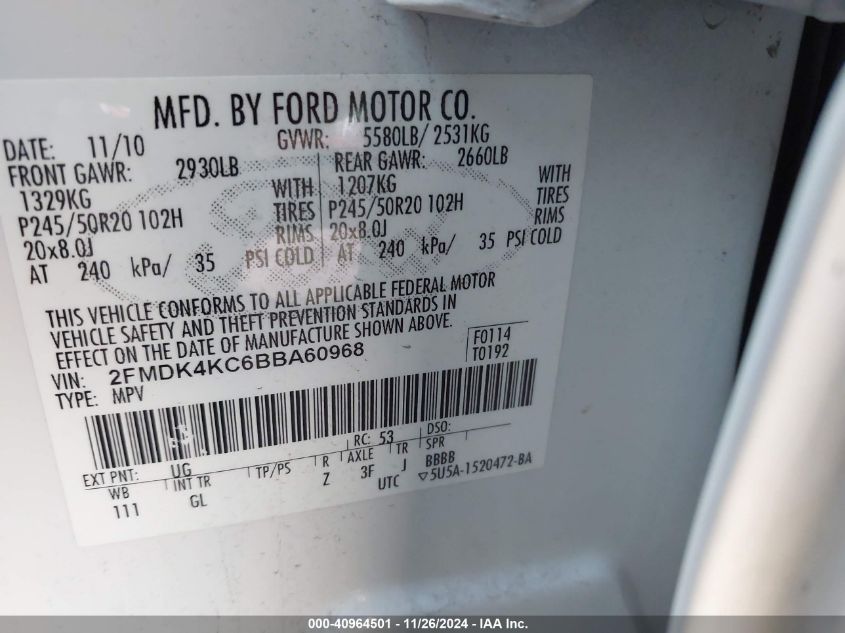 MFD. BY FORD MOTOR CO.
DATE: 11/10 GVWR: 5580LB/ 2531KG
FRONT GAWR: 2930LB REAR GAWR: 2660LB
1329KG WITH 1207KG WITH
P245/50R20 102H TIRES P245/50R20 102H TIRES
20x8.0J RIMS 20x8.0J RIMS
AT 240 kPa/ 35 PSI COLD AT 240 kPa/ 35 PSI COLD
THIS VEHICLE CONFORMS TO ALL APPLICABLE FEDERAL MOTOR
VEHICLE SAFETY AND THEFT PREVENTION STANDARDS IN
EFFECT ON THE DATE OF MANUFACTURE SHOWN ABOVE.
VIN: 2FMDK4KC6BBA60968 F0114
TYPE: MPV T0192
EXT PNT: UG RC: 53 DSO:
WB INT TR TP/PS R AXLE TR SPR
111 GL Z 3F J BBBB
UTC ▽5U5A-1520472-BA
000-40964501 - 11/26/2024 - IAA Inc.